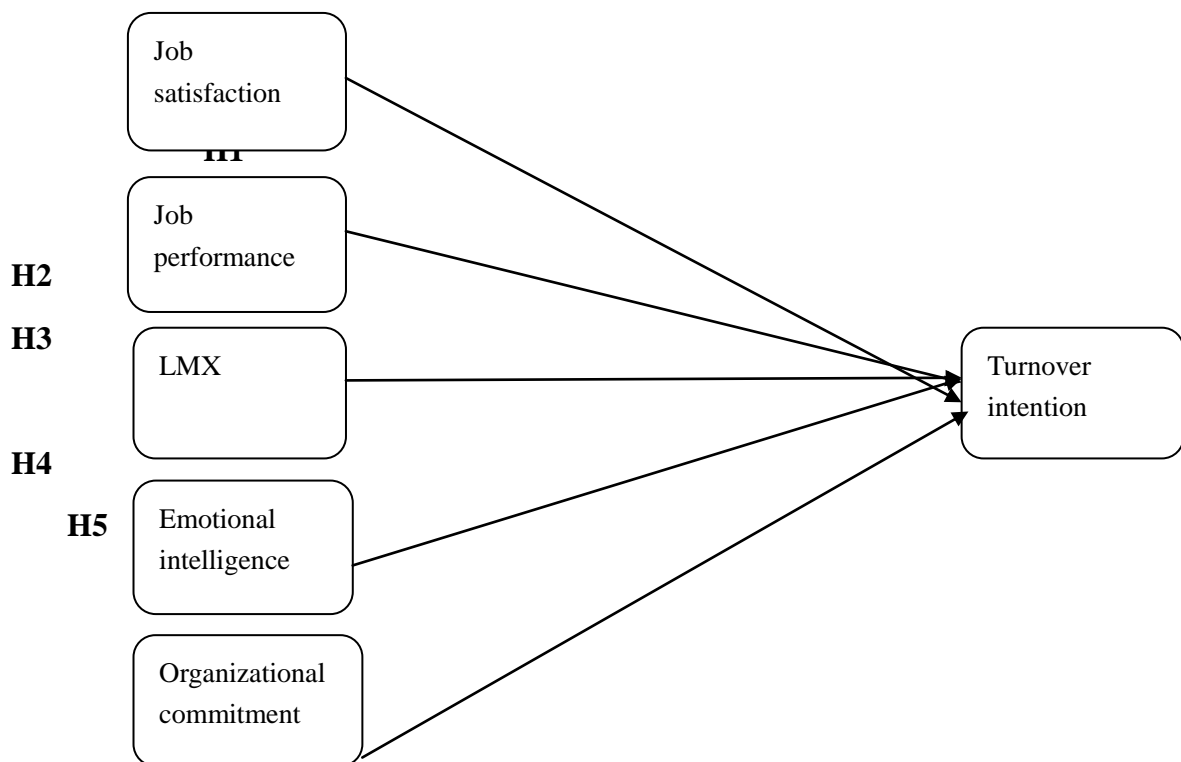 Job
satisfaction
H1
Job
performance
H2
H3
LMX
Turnover
intention
H4
Emotional
intelligence
H5
Organizational
commitment